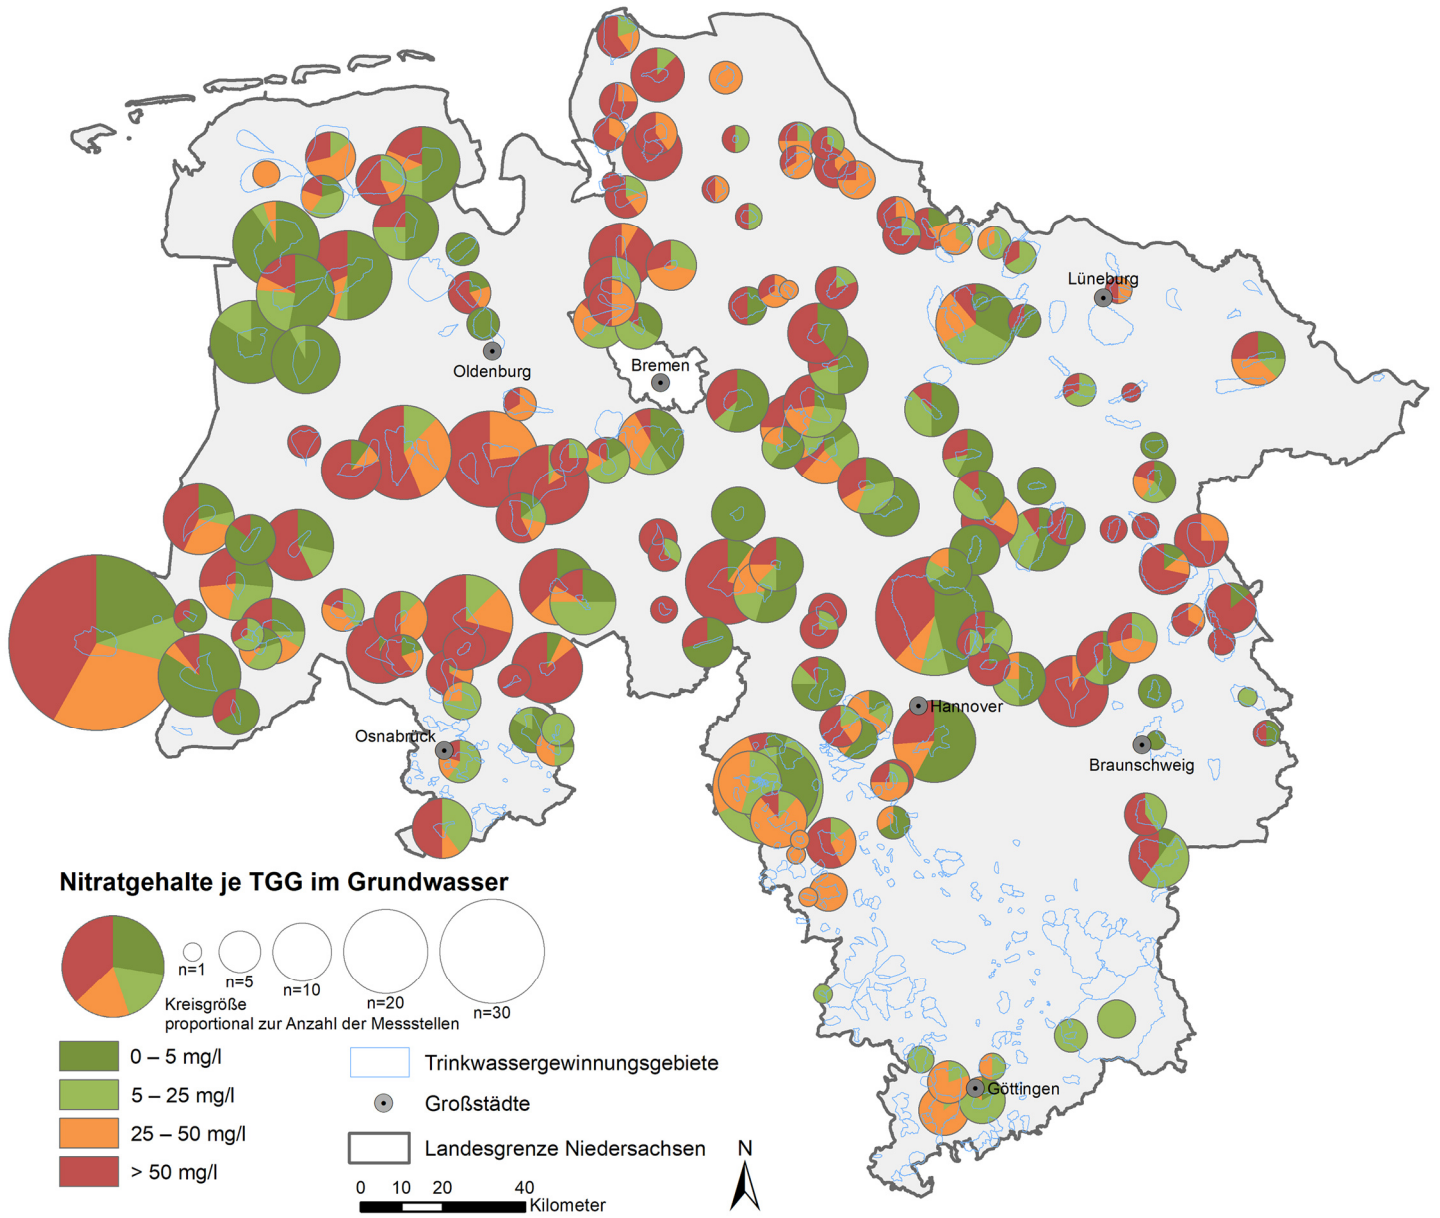 Lüneburg
Oldenburg
Bremen
Hannover
Osnabrück
Braunschweig
Göttingen
Nitratgehalte je TGG im Grundwasser
n=1
n=5
n=10
n=20
n=30
Kreisgröße
proportional zur Anzahl der Messstellen
0 – 5 mg/l
5 – 25 mg/l
25 – 50 mg/l
> 50 mg/l
Trinkwassergewinnungsgebiete
Großstädte
Landesgrenze Niedersachsen
N
0 10 20 40
Kilometer